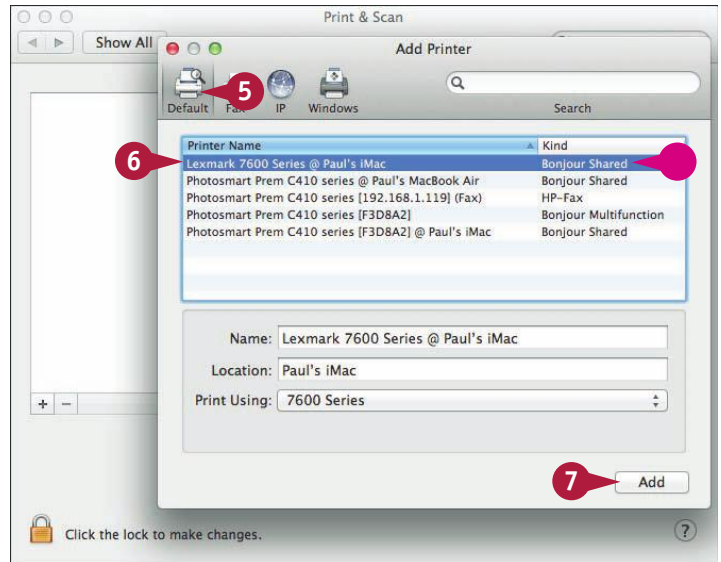 Print & Scan
Show All
Add Printer
5
Default Fax IP Windows
Search
Printer Name Kind
6
Lexmark 7600 Series @ Paul's iMac Bonjour Shared
Photosmart Prem C410 series @ Paul's MacBook Air Bonjour Shared
Photosmart Prem C410 series [192.168.1.119] (Fax) HP-Fax
Photosmart Prem C410 series [F3D8A2] Bonjour Multifunction
Photosmart Prem C410 series [F3D8A2] @ Paul's iMac Bonjour Shared
Name: Lexmark 7600 Series @ Paul's iMac
Location: Paul's iMac
Print Using: 7600 Series
+ −
7 Add
Click the lock to make changes. ?